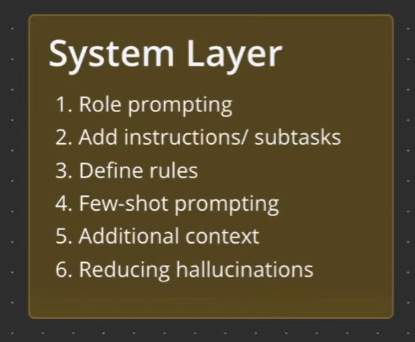 System Layer
1. Role prompting
2. Add instructions/ subtasks
3. Define rules
4. Few-shot prompting
5. Additional context
6. Reducing hallucinations